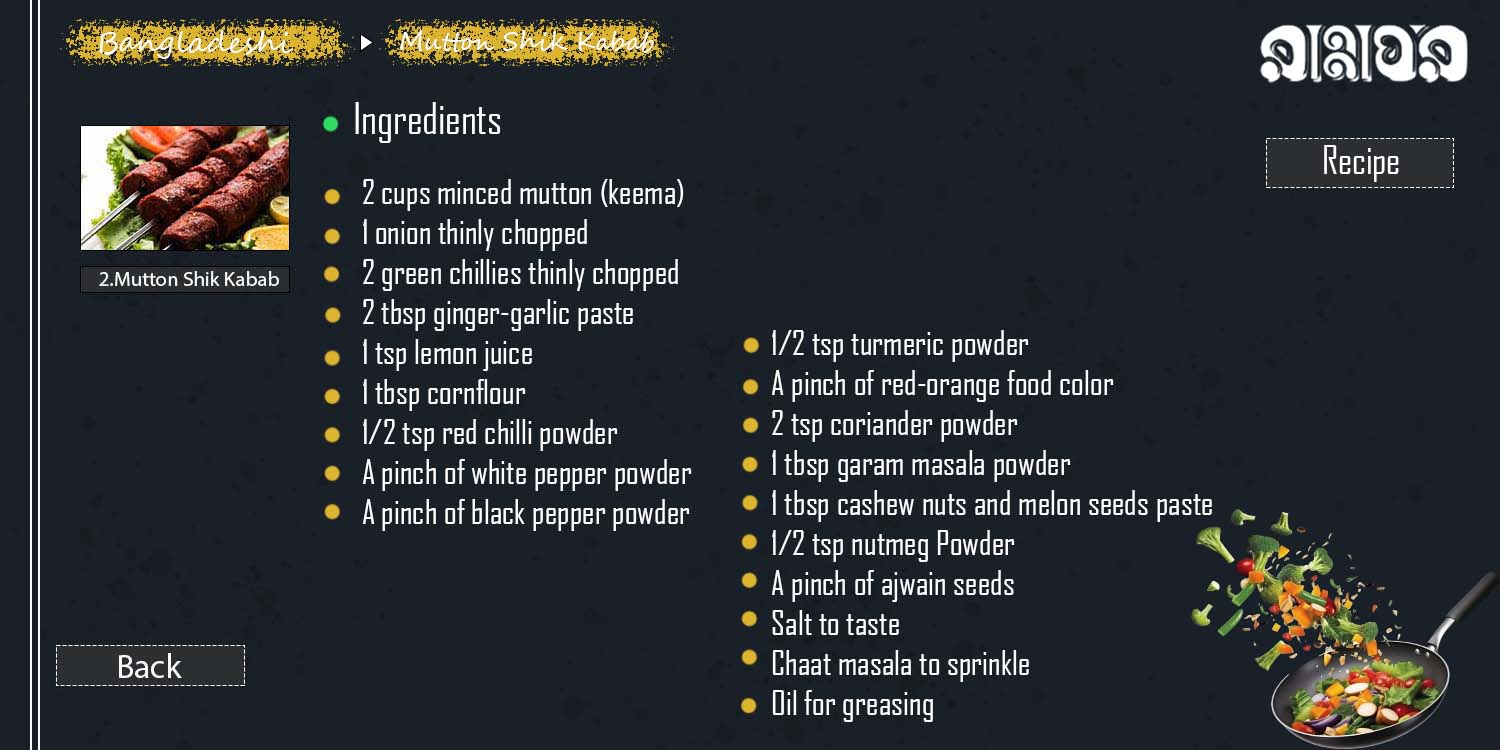 Bangladeshi
Mutton Shik Kabab
রান্নাঘর
Ingredients
Recipe
2.Mutton Shik Kabab
2 cups minced mutton (keema)
1 onion thinly chopped
2 green chillies thinly chopped
2 tbsp ginger-garlic paste
1 tsp lemon juice
1 tbsp cornflour
1/2 tsp red chilli powder
A pinch of white pepper powder
A pinch of black pepper powder
1/2 tsp turmeric powder
A pinch of red-orange food color
2 tsp coriander powder
1 tbsp garam masala powder
1 tbsp cashew nuts and melon seeds paste
1/2 tsp nutmeg Powder
A pinch of ajwain seeds
Salt to taste
Chaat masala to sprinkle
Oil for greasing
Back